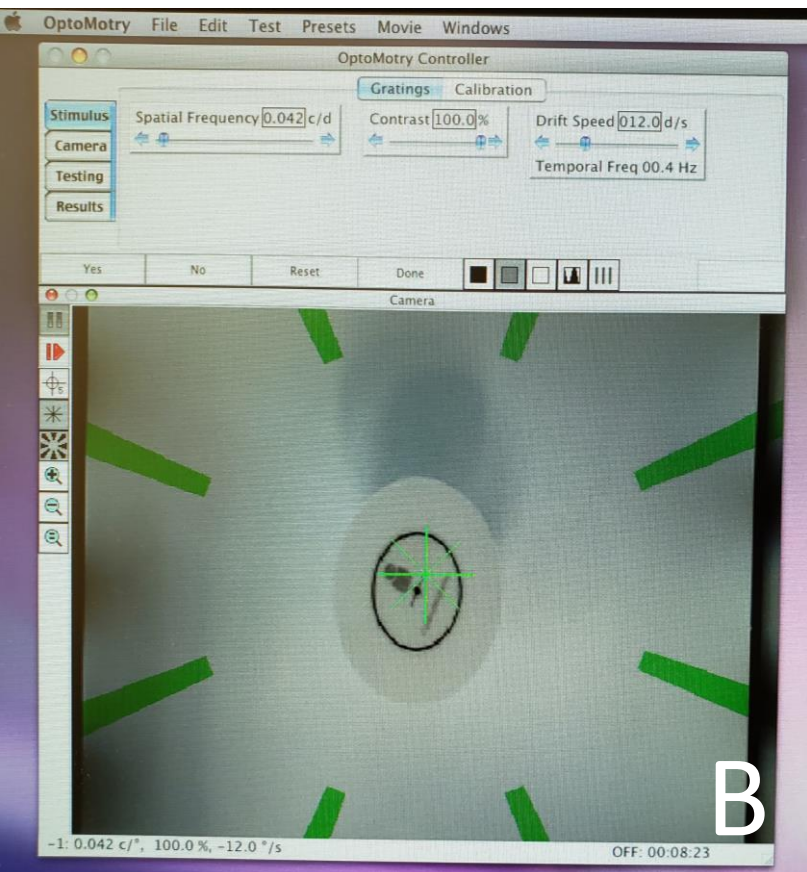 OptoMotry File Edit Test Presets Movie Windows
OptoMotry Controller
Gratings Calibration
Stimulus
Camera
Testing
Results
Spatial Frequency 0.042 c/d
Contrast 100.0 %
Drift Speed 012.0 d/s
Temporal Freq 00.4 Hz
Yes No Reset Done
Camera
5
B
-1: 0.042 c/°, 100.0 %, -12.0 °/s
OFF: 00:08:23